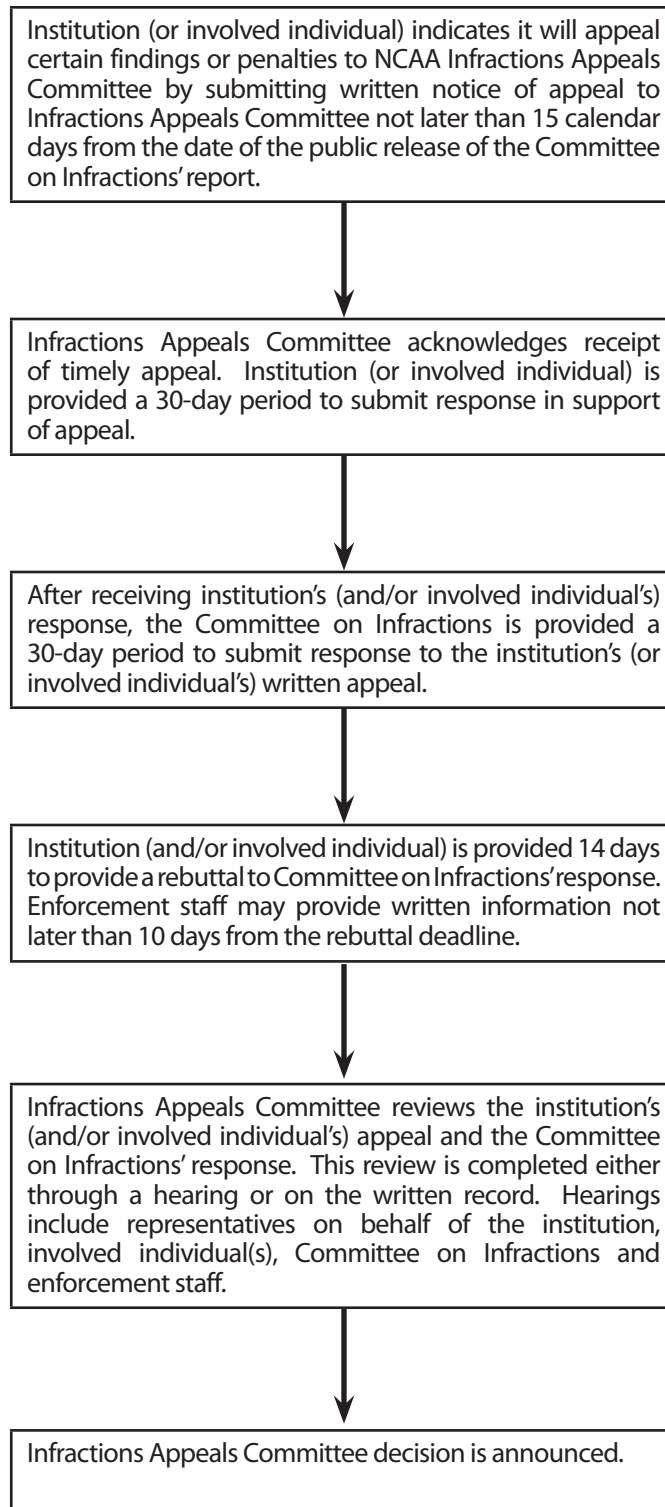 Institution (or involved individual) indicates it will appeal
certain findings or penalties to NCAA Infractions Appeals
Committee by submitting written notice of appeal to
Infractions Appeals Committee not later than 15 calendar
days from the date of the public release of the Committee
on Infractions' report.
Infractions Appeals Committee acknowledges receipt
of timely appeal. Institution (or involved individual) is
provided a 30-day period to submit response in support
of appeal.
After receiving institution's (and/or involved individual's)
response, the Committee on Infractions is provided a
30-day period to submit response to the institution's (or
involved individual's) written appeal.
Institution (and/or involved individual) is provided 14 days
to provide a rebuttal to Committee on Infractions' response.
Enforcement staff may provide written information not
later than 10 days from the rebuttal deadline.
Infractions Appeals Committee reviews the institution's
(and/or involved individual's) appeal and the Committee
on Infractions' response. This review is completed either
through a hearing or on the written record. Hearings
include representatives on behalf of the institution,
involved individual(s), Committee on Infractions and
enforcement staff.
Infractions Appeals Committee decision is announced.